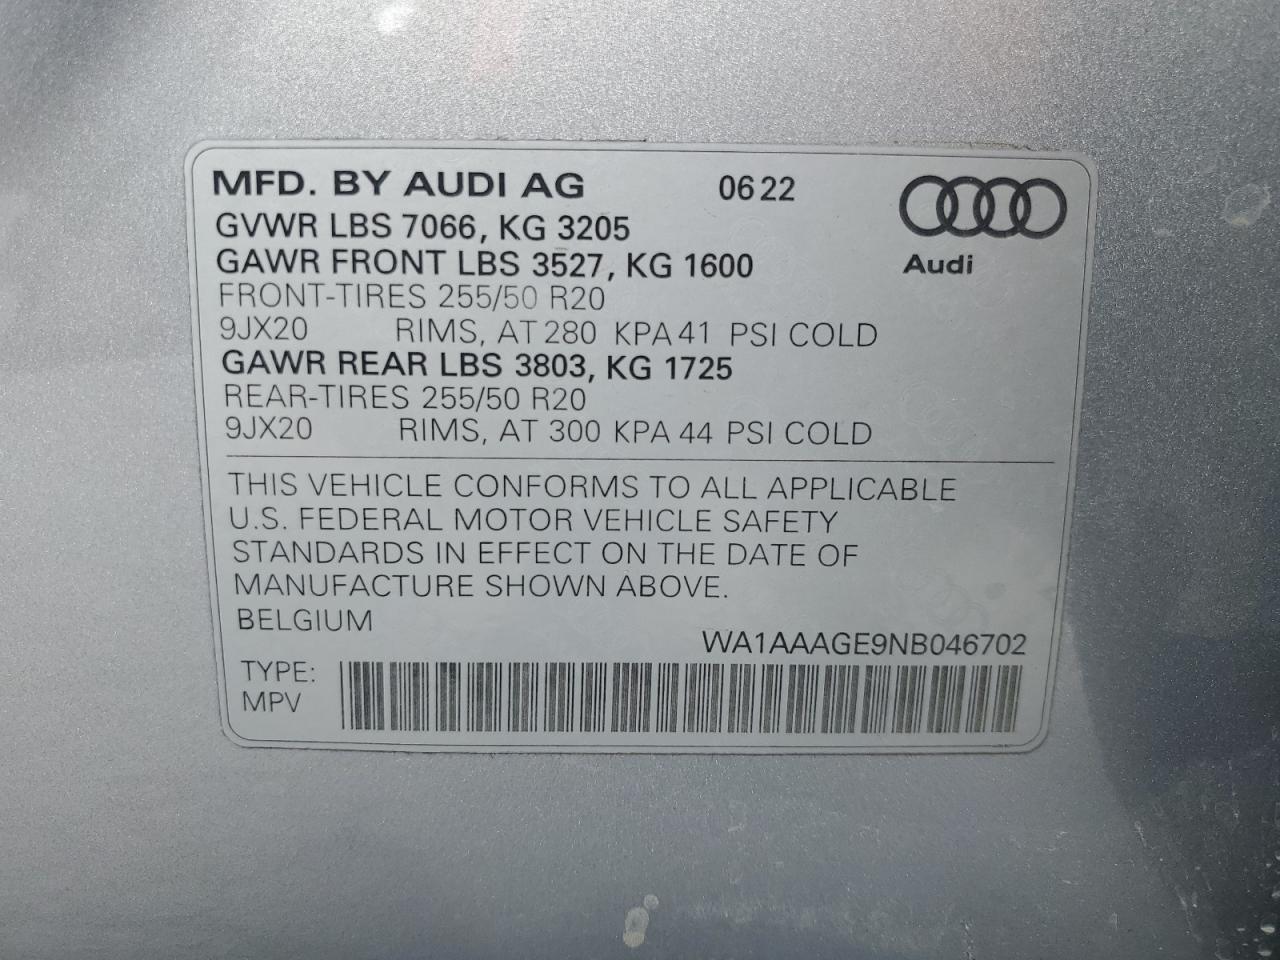 MFD. BY AUDI AG 06 22
GVWR LBS 7066, KG 3205
GAWR FRONT LBS 3527, KG 1600
Audi
FRONT-TIRES 255/50 R20
9JX20 RIMS, AT 280 KPA 41 PSI COLD
GAWR REAR LBS 3803, KG 1725
REAR-TIRES 255/50 R20
9JX20 RIMS, AT 300 KPA 44 PSI COLD
THIS VEHICLE CONFORMS TO ALL APPLICABLE
U.S. FEDERAL MOTOR VEHICLE SAFETY
STANDARDS IN EFFECT ON THE DATE OF
MANUFACTURE SHOWN ABOVE.
BELGIUM
WA1AAAGE9NB046702
TYPE:
MPV